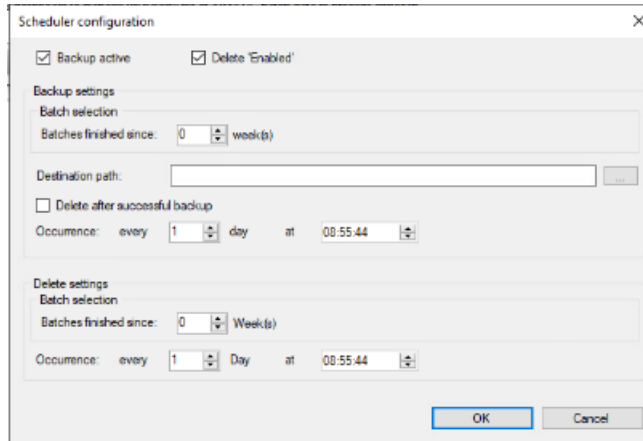 Scheduler configuration
Backup active Delete 'Enabled'
Backup settings
Batch selection
Batches finished since: 0 week(s)
Destination path: ...
Delete after successful backup
Occurrence: every 1 day at 08:55:44
Delete settings
Batch selection
Batches finished since: 0 Week(s)
Occurrence: every 1 Day at 08:55:44
OK Cancel